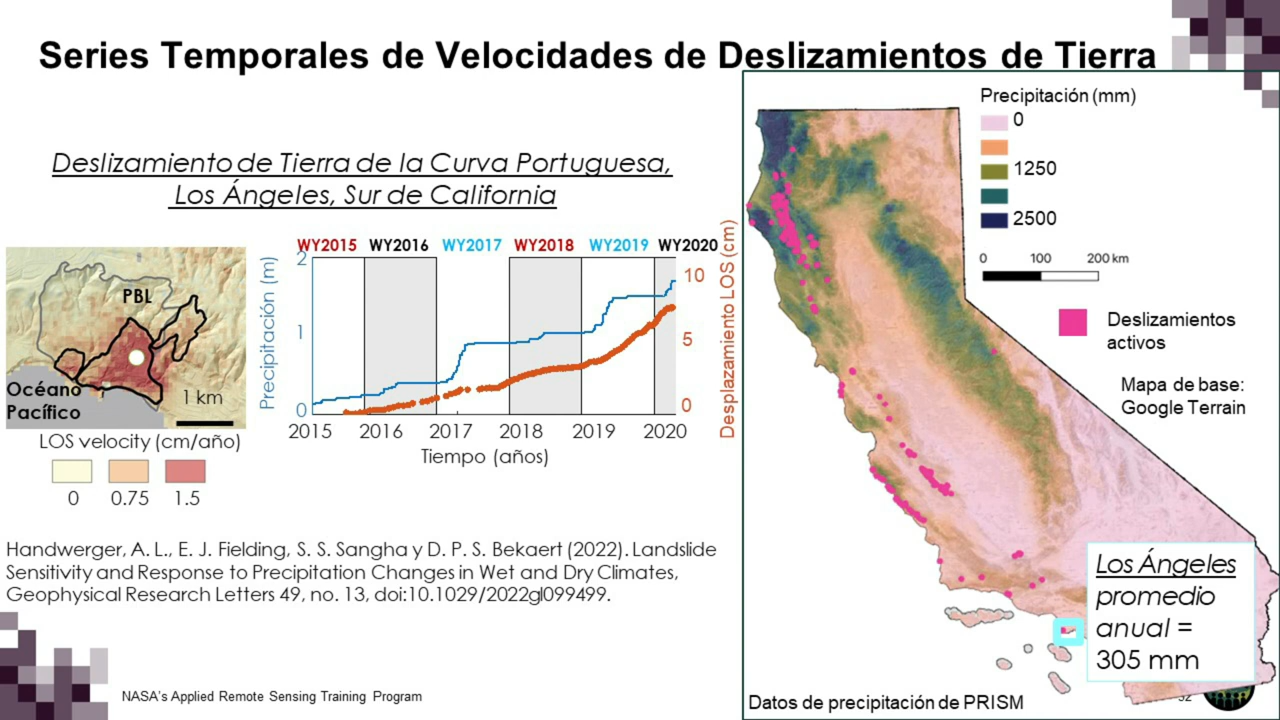 Series Temporales de Velocidades de Deslizamientos de Tierra
Deslizamiento de Tierra de la Curva Portuguesa,
Los Ángeles, Sur de California
PBL
Océano
Pacífico
1 km
LOS velocity (cm/año)
0 0.75 1.5
WY2015 WY2016 WY2017 WY2018 WY2019 WY2020
Precipitación (m)
2
1
0
Desplazamiento LOS (cm)
10
5
0
2015 2016 2017 2018 2019 2020
Tiempo (años)
Handwerger, A. L., E. J. Fielding, S. S. Sangha y D. P. S. Bekaert (2022). Landslide
Sensitivity and Response to Precipitation Changes in Wet and Dry Climates,
Geophysical Research Letters 49, no. 13, doi:10.1029/2022gl099499.
NASA's Applied Remote Sensing Training Program
Precipitación (mm)
0
1250
2500
0 100 200 km
Deslizamientos
activos
Mapa de base:
Google Terrain
Los Ángeles
promedio
anual =
305 mm
Datos de precipitación de PRISM